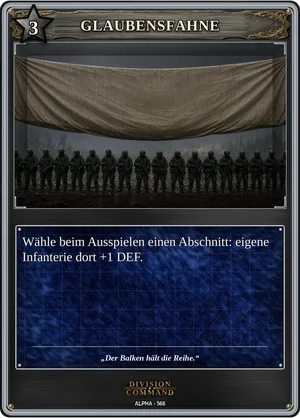 3
GLAUBENSFAHNE
Wähle beim Ausspielen einen Abschnitt: eigene
Infanterie dort +1 DEF.
„Der Balken hält die Reihe.“
DIVISION
COMMAND
ALPHA - 566